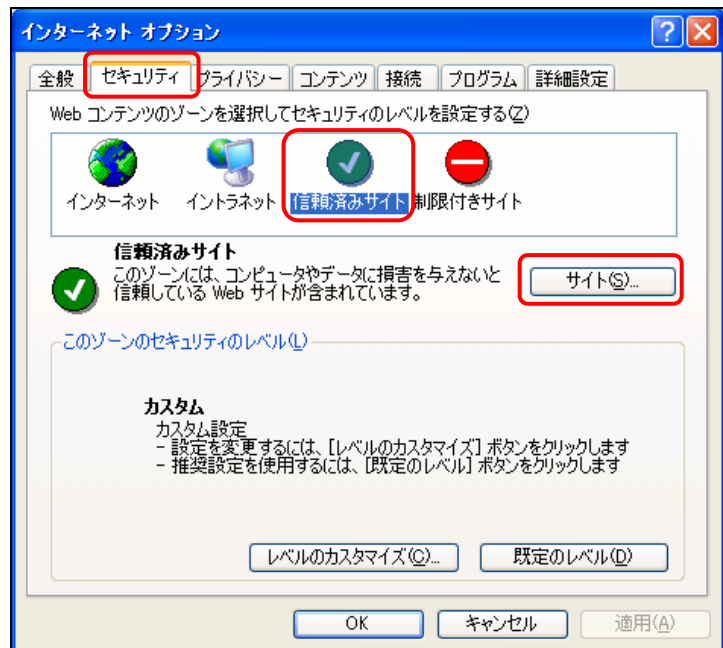 インターネット オプション
全般 セキュリティ プライバシー コンテンツ 接続 プログラム 詳細設定
Web コンテンツのゾーンを選択してセキュリティのレベルを設定する(Z)
インターネット イントラネット 信頼済みサイト 制限付きサイト
信頼済みサイト
このゾーンには、コンピュータやデータに損害を与えないと
信頼している Web サイトが含まれています。
サイト(S)...
このゾーンのセキュリティのレベル(L)
カスタム
カスタム設定
- 設定を変更するには、[レベルのカスタマイズ] ボタンをクリックします
- 推奨設定を使用するには、[既定のレベル] ボタンをクリックします
レベルのカスタマイズ(C)... 既定のレベル(D)
OK キャンセル 適用(A)